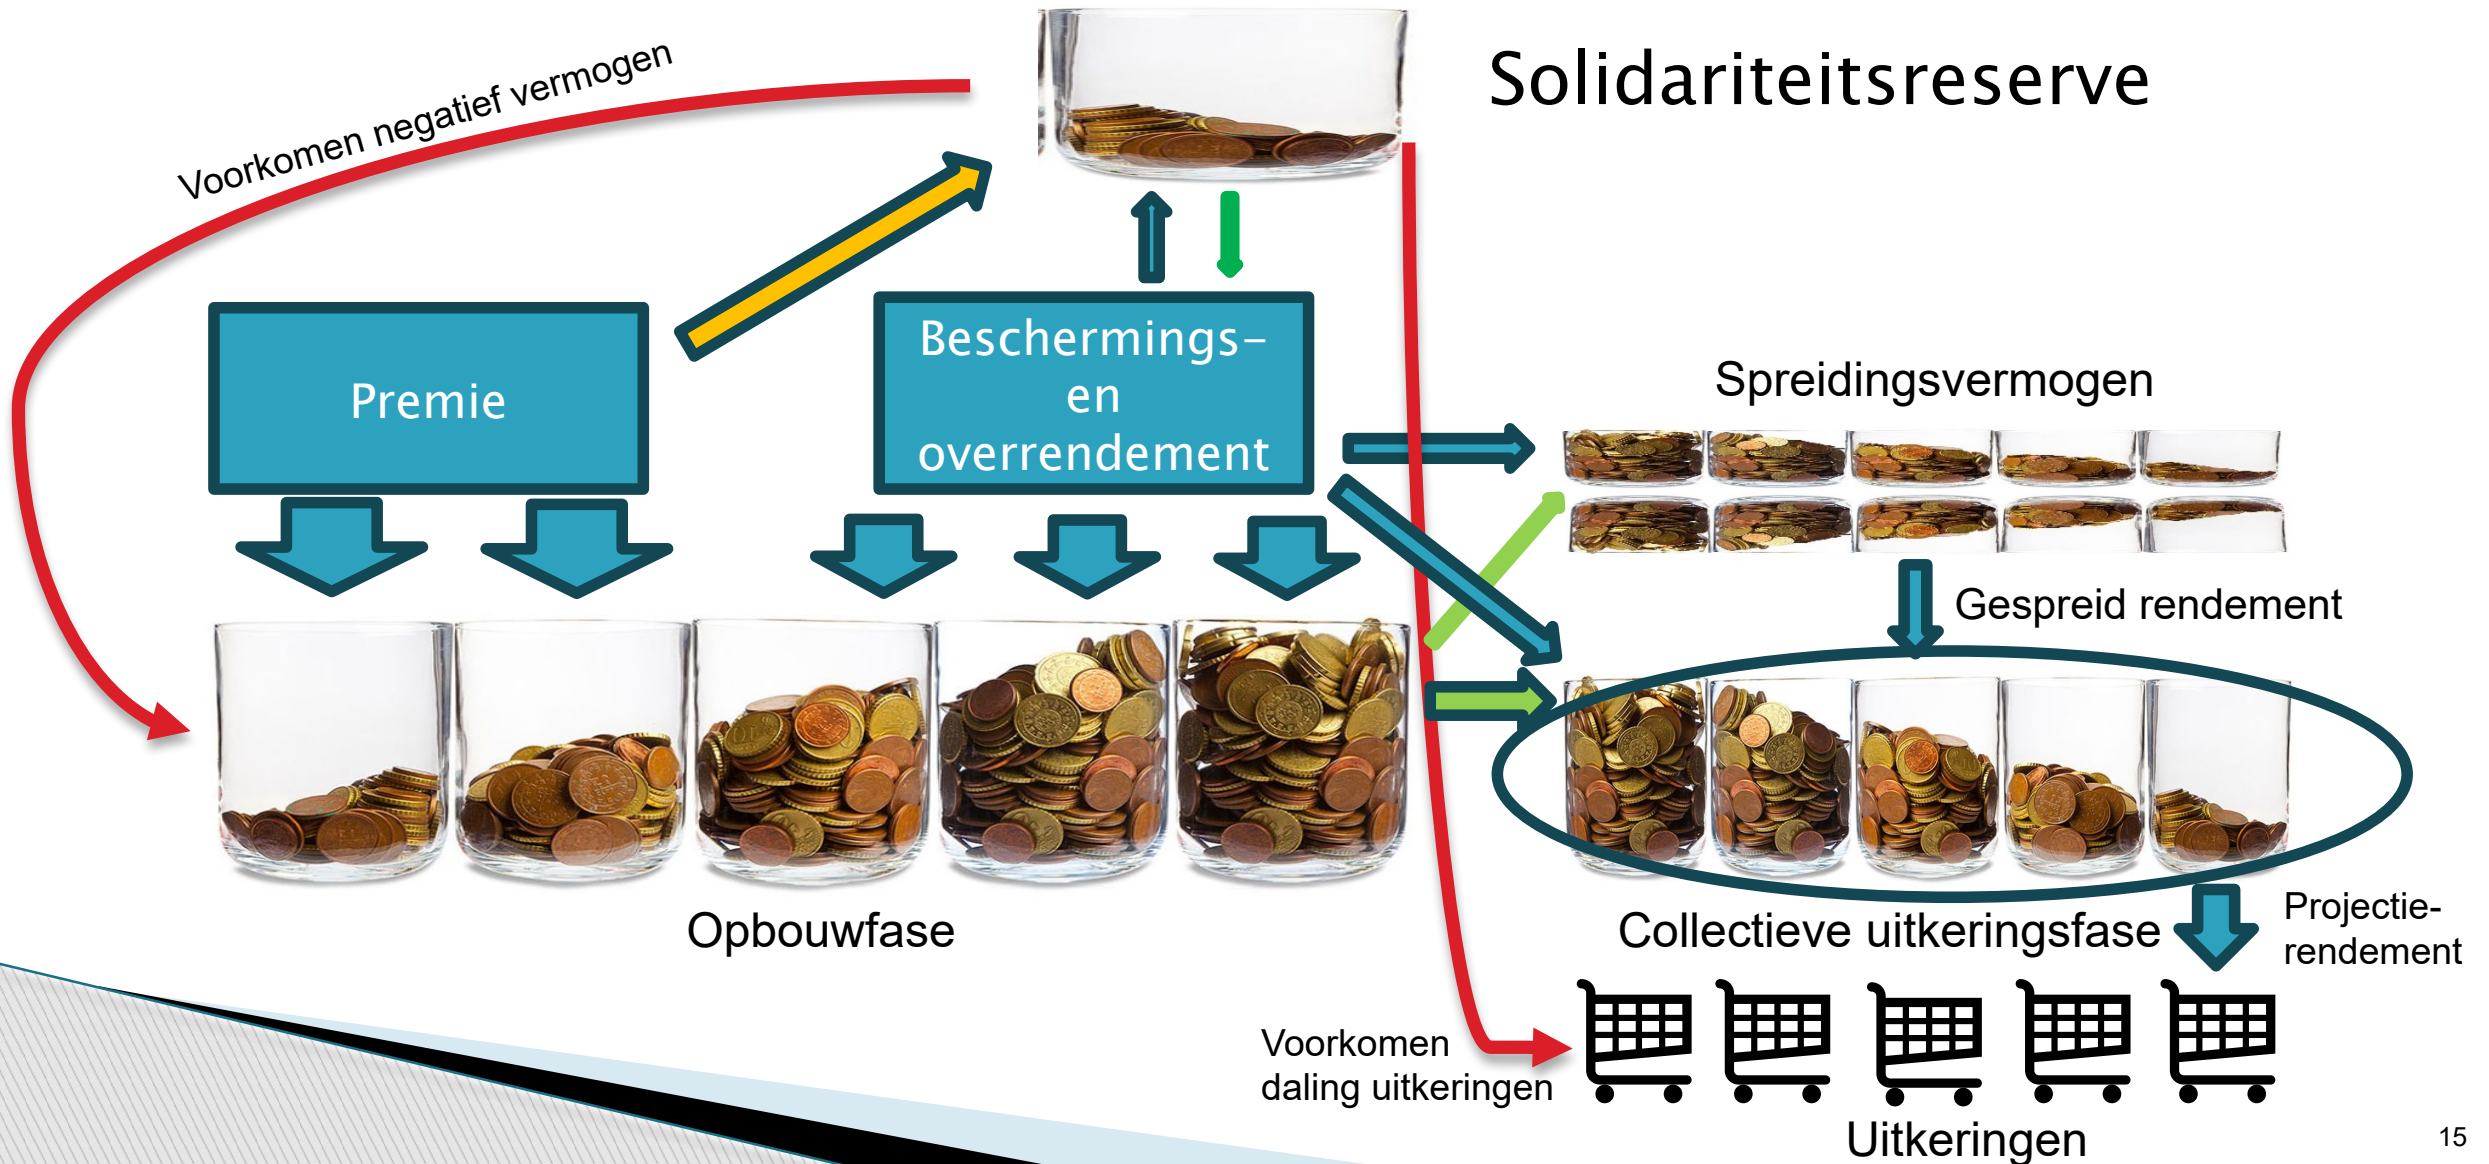 Solidariteitsreserve
Voorkomen negatief vermogen
Premie
Beschermings-
en
overrendement
Spreidingsvermogen
Gespreid rendement
Opbouwfase
Collectieve uitkeringsfase
Projectie-
rendement
Voorkomen
daling uitkeringen
Uitkeringen
15